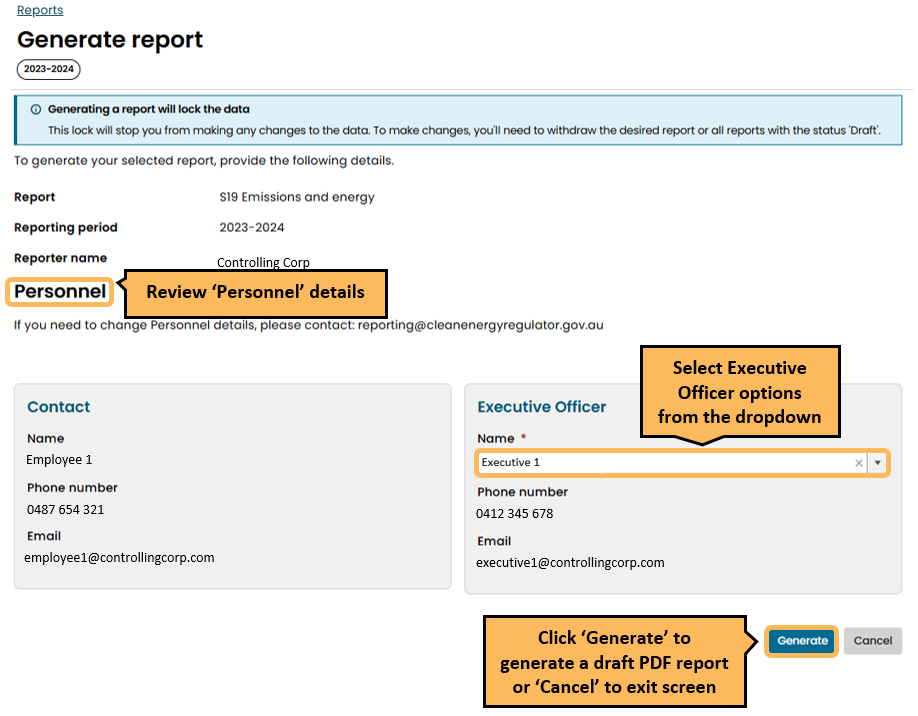 Reports
Generate report
2023-2024
Generating a report will lock the data
This lock will stop you from making any changes to the data. To make changes, you'll need to withdraw the desired report or all reports with the status 'Draft'.
To generate your selected report, provide the following details.
Report S19 Emissions and energy
Reporting period 2023-2024
Reporter name Controlling Corp
Personnel
Review ‘Personnel’ details
If you need to change Personnel details, please contact: reporting@cleanenergyregulator.gov.au
Select Executive
Officer options
from the dropdown
Contact
Name
Employee 1
Phone number
0487 654 321
Email
employee1@controllingcorp.com
Executive Officer
Name *
Executive 1
Phone number
0412 345 678
Email
executive1@controllingcorp.com
Click ‘Generate’ to
generate a draft PDF report
or ‘Cancel’ to exit screen
Generate
Cancel